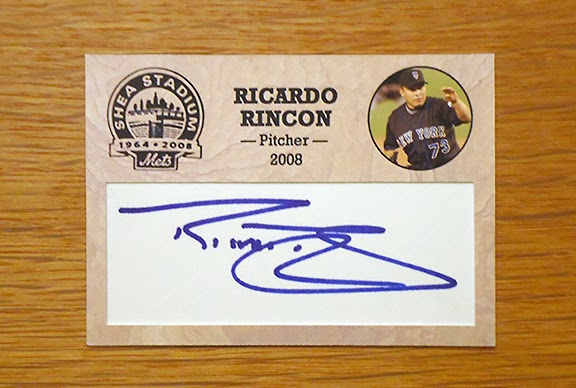 SHEA STADIUM
1964 • 2008
Mets
RICARDO
RINCON
— Pitcher —
2008
NEW YORK
73